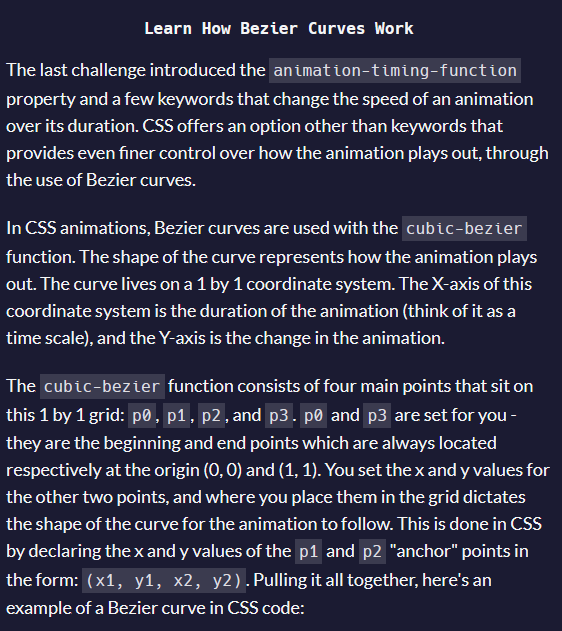 Learn How Bezier Curves Work
The last challenge introduced the animation-timing-function
property and a few keywords that change the speed of an animation
over its duration. CSS offers an option other than keywords that
provides even finer control over how the animation plays out, through
the use of Bezier curves.
In CSS animations, Bezier curves are used with the cubic-bezier
function. The shape of the curve represents how the animation plays
out. The curve lives on a 1 by 1 coordinate system. The X-axis of this
coordinate system is the duration of the animation (think of it as a
time scale), and the Y-axis is the change in the animation.
The cubic-bezier function consists of four main points that sit on
this 1 by 1 grid: p0, p1, p2, and p3. p0 and p3 are set for you -
they are the beginning and end points which are always located
respectively at the origin (0, 0) and (1, 1). You set the x and y values for
the other two points, and where you place them in the grid dictates
the shape of the curve for the animation to follow. This is done in CSS
by declaring the x and y values of the p1 and p2 "anchor" points in
the form: (x1, y1, x2, y2). Pulling it all together, here's an
example of a Bezier curve in CSS code: